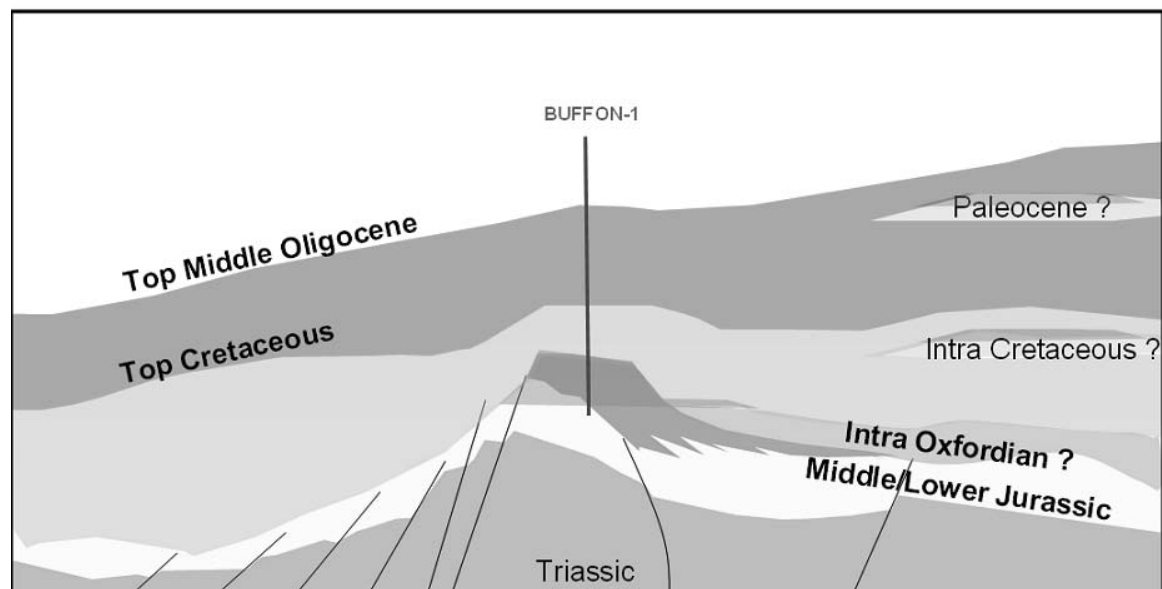 BUFFON-1
Paleocene ?
Top Middle Oligocene
Top Cretaceous
Intra Cretaceous ?
Intra Oxfordian ?
Middle/Lower Jurassic
Triassic